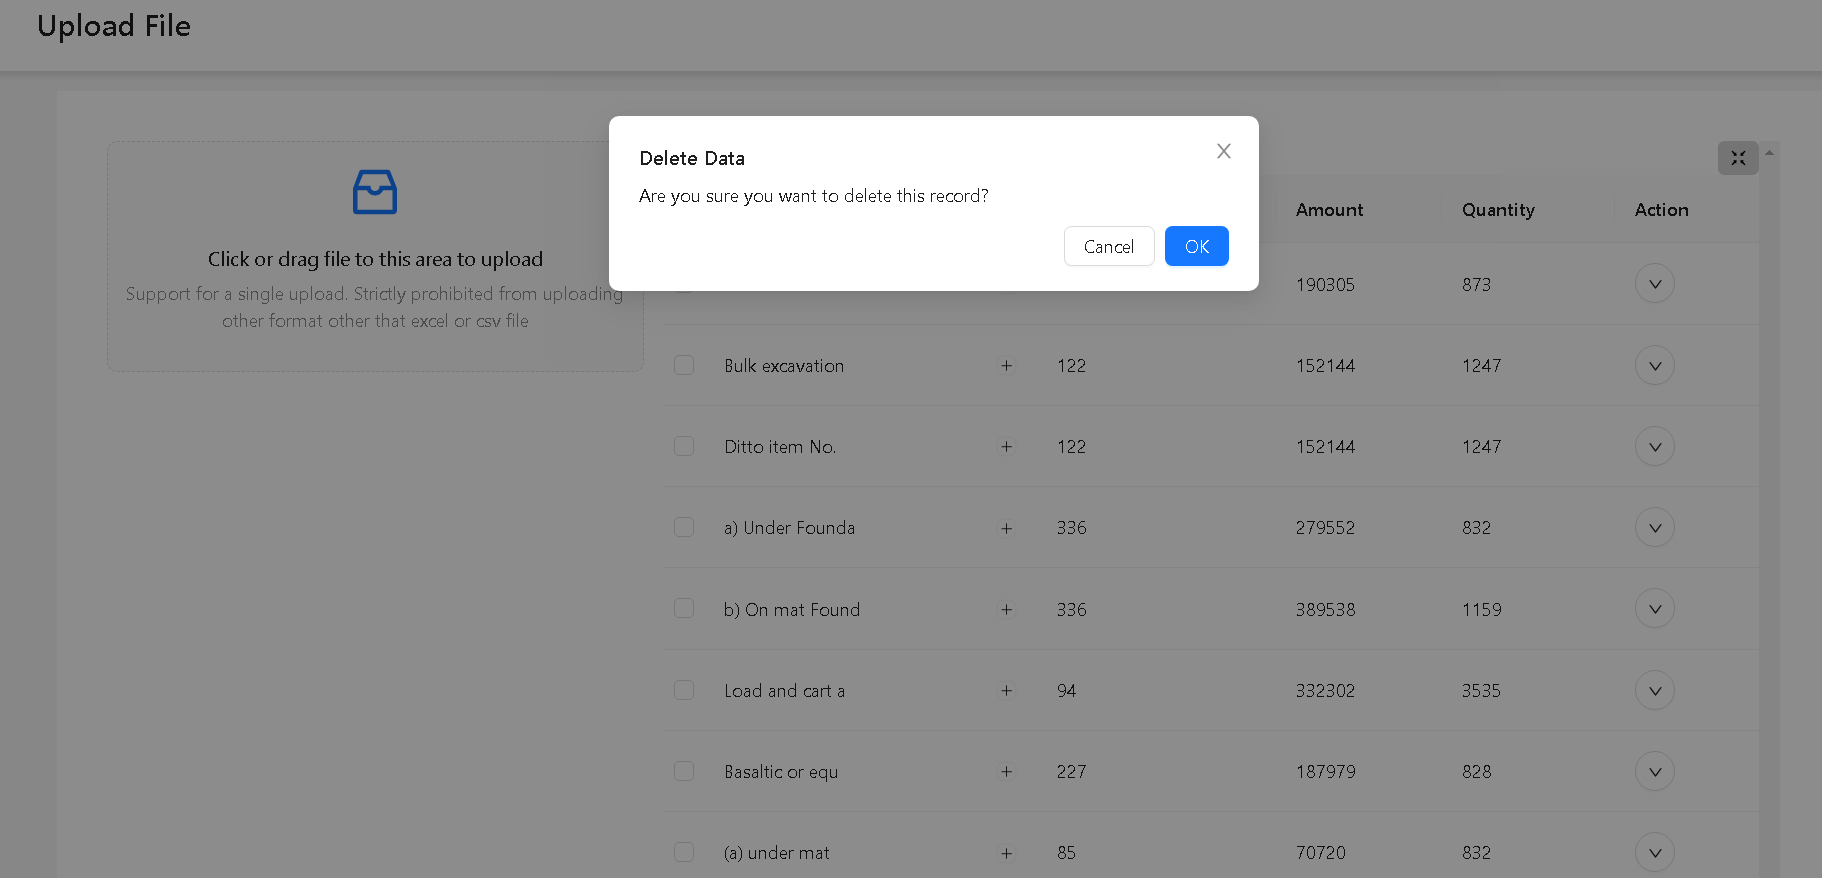 Upload File
Delete Data
Are you sure you want to delete this record?
Cancel OK
Click or drag file to this area to upload
Support for a single upload. Strictly prohibited from uploading
other format other that excel or csv file
Amount Quantity Action
190305 873
Bulk excavation + 122 152144 1247
Ditto item No. + 122 152144 1247
a) Under Founda + 336 279552 832
b) On mat Found + 336 389538 1159
Load and cart a + 94 332302 3535
Basaltic or equ + 227 187979 828
(a) under mat + 85 70720 832